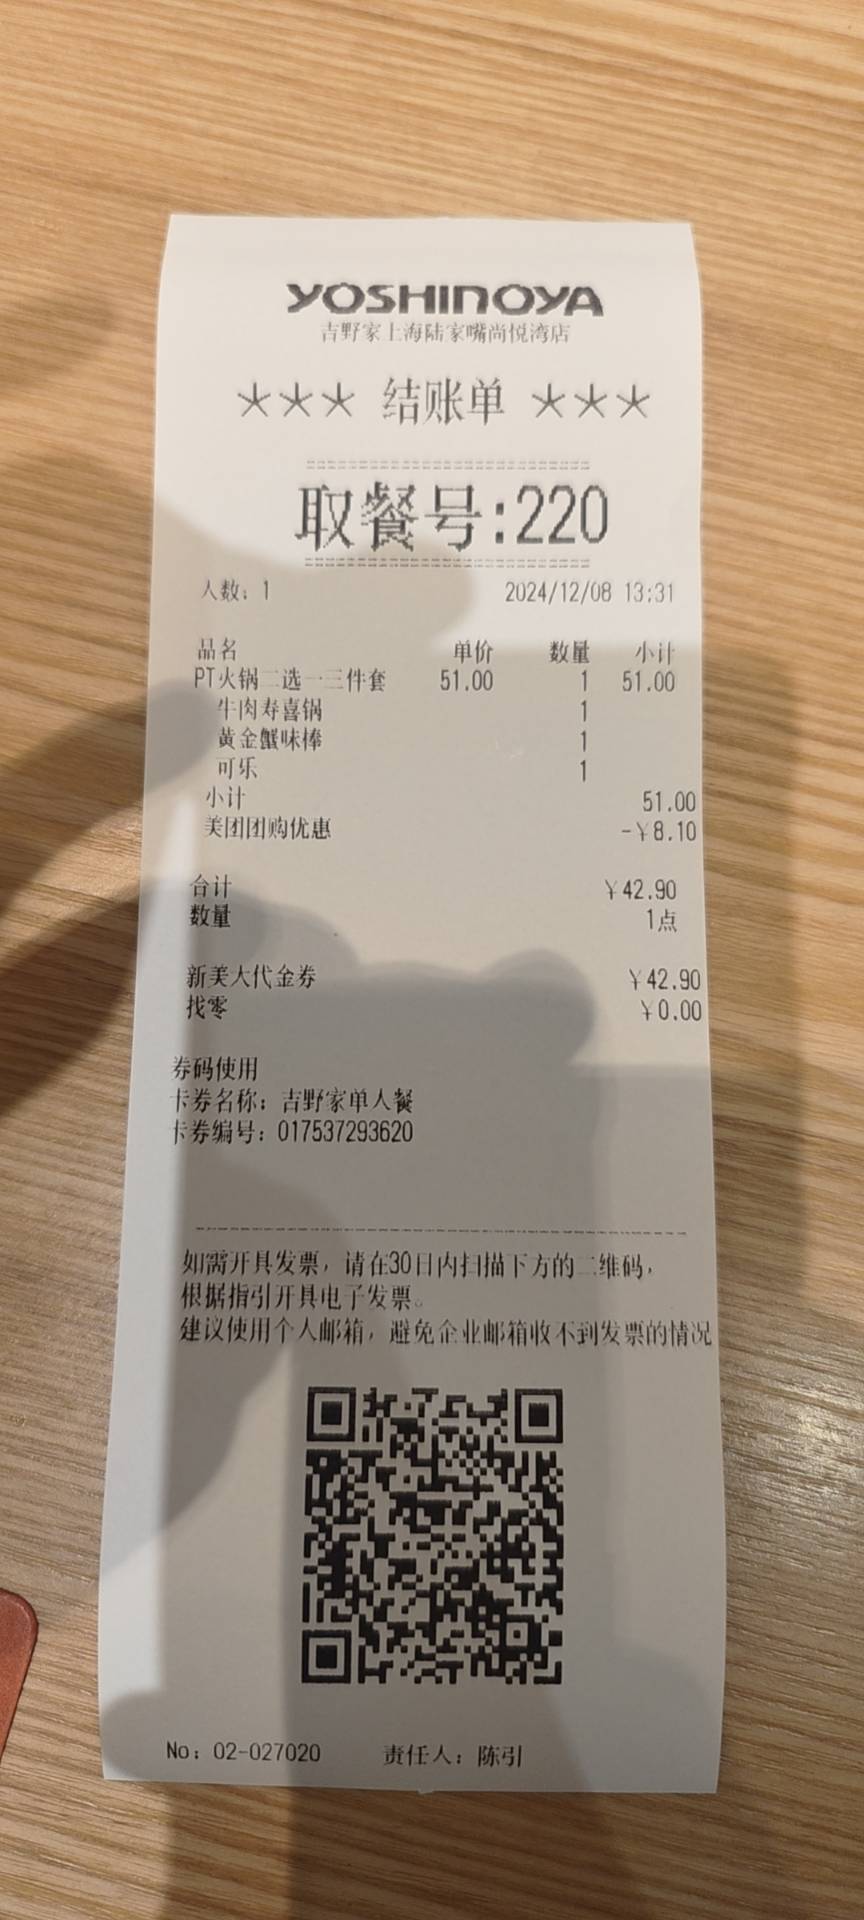 YOSHINOYA
吉野家上海陆家嘴尚悦湾店
*** 结账单 ***
============================
取餐号:220
============================
人数: 1 2024/12/08 13:31
品名 单价 数量 小计
PT火锅二选一三件套 51.00 1 51.00
牛肉寿喜锅 1
黄金蟹味棒 1
可乐 1
小计 51.00
美团团购优惠 -¥8.10
合计 ¥42.90
数量 1点
新美大代金券 ¥42.90
找零 ¥0.00
券码使用
卡券名称: 吉野家单人餐
卡券编号: 017537293620
如需开具发票，请在30日内扫描下方的二维码，
根据指引开具电子发票。
建议使用个人邮箱，避免企业邮箱收不到发票的情况
No: 02-027020 责任人: 陈引